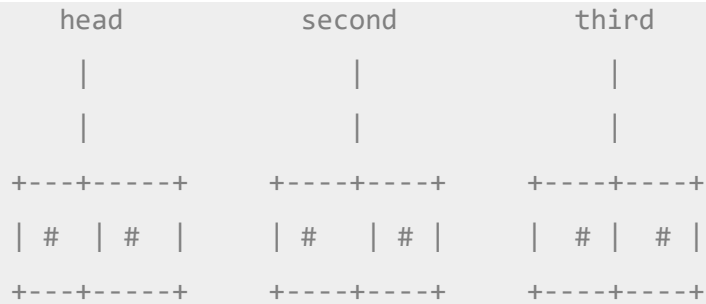 head second third
| | |
| | |
+---+-----+ +----+----+ +----+----+
| # | # | | # | # | | # | # |
+---+-----+ +----+----+ +----+----+